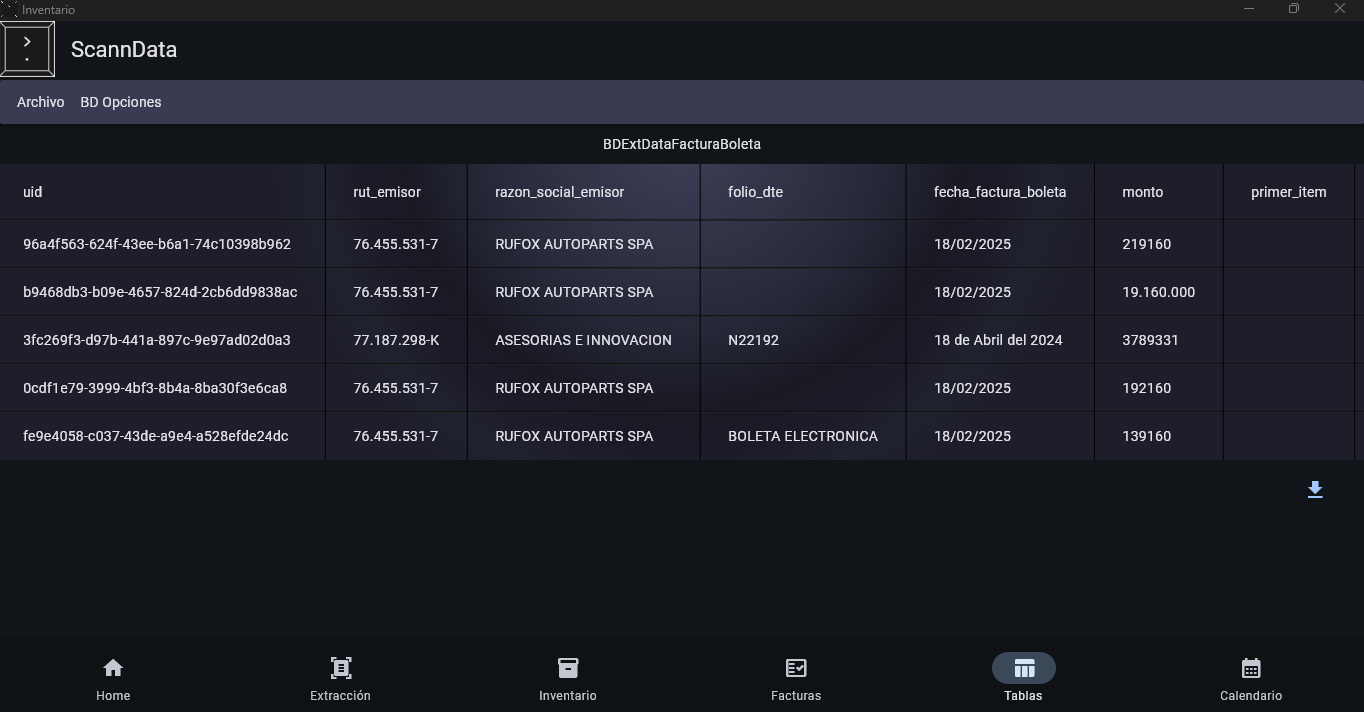 Inventario
ScannData
Archivo BD Opciones
BDExtDataFacturaBoleta
uid rut_emisor razon_social_emisor folio_dte fecha_factura_boleta monto primer_item
96a4f563-624f-43ee-b6a1-74c10398b962 76.455.531-7 RUFOX AUTOPARTS SPA 18/02/2025 219160
b9468db3-b09e-4657-824d-2cb6dd9838ac 76.455.531-7 RUFOX AUTOPARTS SPA 18/02/2025 19.160.000
3fc269f3-d97b-441a-897c-9e97ad02d0a3 77.187.298-K ASESORIAS E INNOVACION N22192 18 de Abril del 2024 3789331
0cdf1e79-3999-4bf3-8b4a-8ba30f3e6ca8 76.455.531-7 RUFOX AUTOPARTS SPA 18/02/2025 192160
fe9e4058-c037-43de-a9e4-a528efde24dc 76.455.531-7 RUFOX AUTOPARTS SPA BOLETA ELECTRONICA 18/02/2025 139160
Home Extracción Inventario Facturas Tablas Calendario